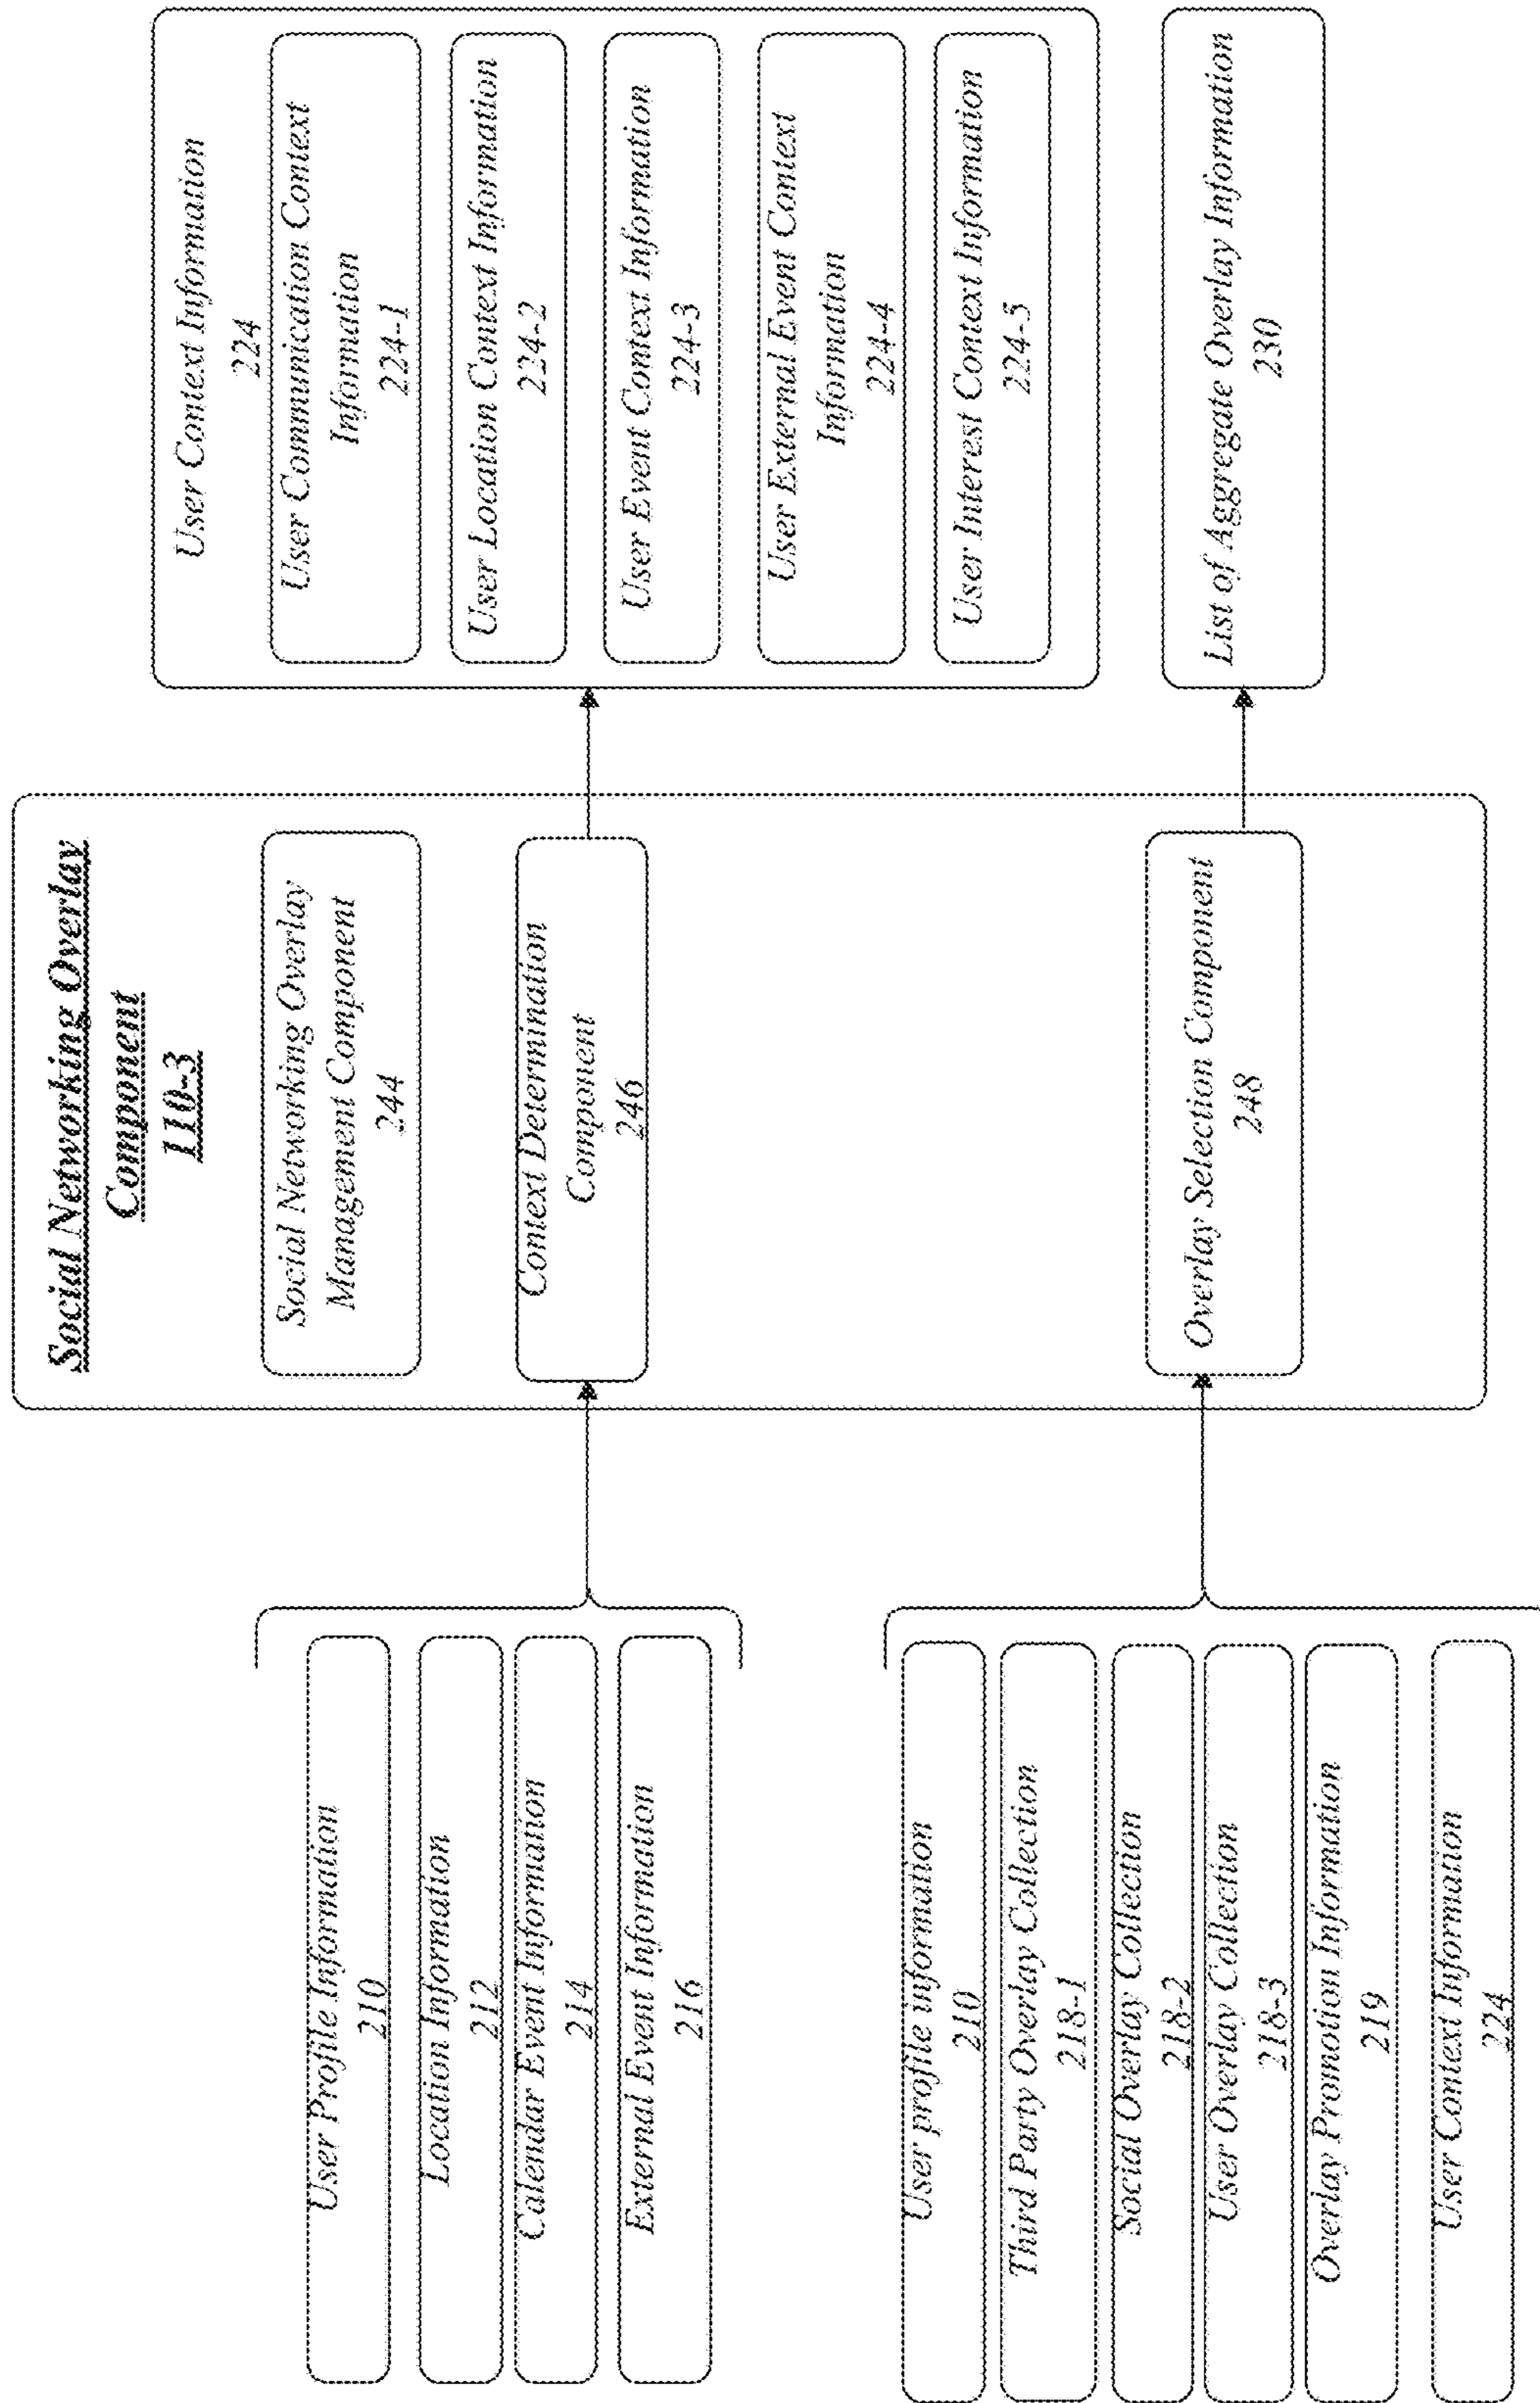 User Profile Information
210
Location Information
212
Calendar Event Information
214
External Event Information
216
User profile information
210
Third Party Overlay Collection
218-1
Social Overlay Collection
218-2
User Overlay Collection
218-3
Overlay Promotion Information
219
User Context Information
224
Social Networking Overlay
Component
110-3
Social Networking Overlay
Management Component
244
Context Determination
Component
246
Overlay Selection Component
248
User Context Information
224
User Communication Context
Information
224-1
User Location Context Information
224-2
User Event Context Information
224-3
User External Event Context
Information
224-4
User Interest Context Information
224-5
List of Aggregate Overlay Information
230